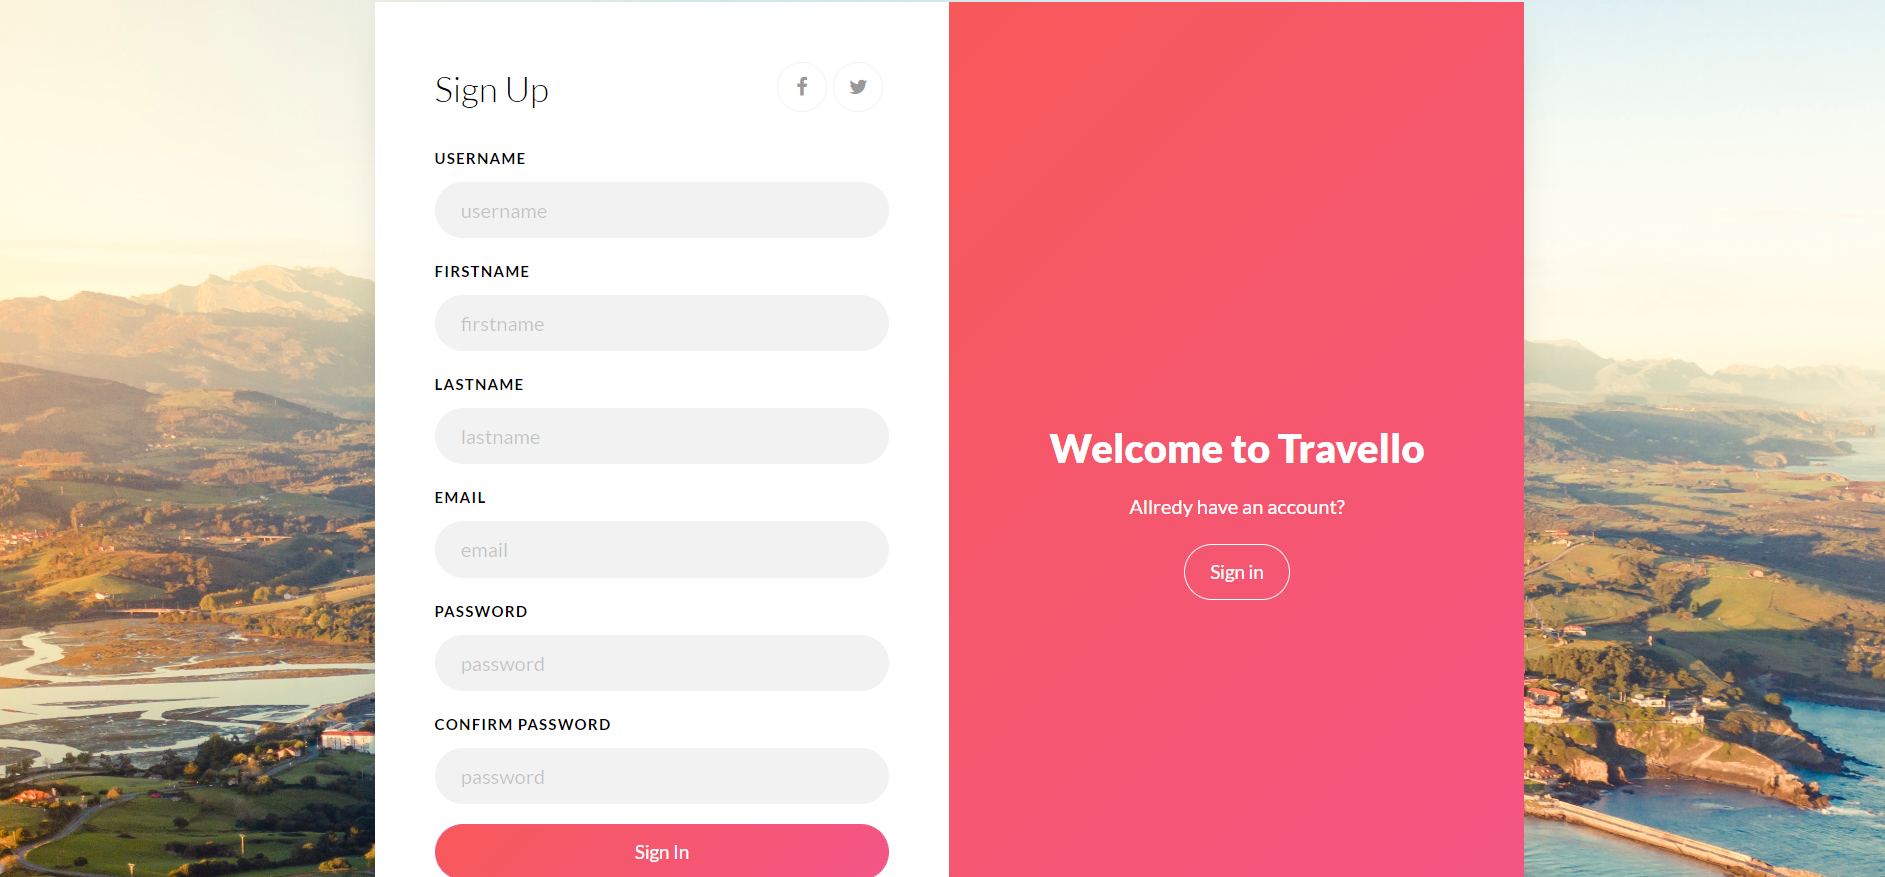 Sign Up
USERNAME
username
FIRSTNAME
firstname
LASTNAME
lastname
EMAIL
email
PASSWORD
password
CONFIRM PASSWORD
password
Sign In
Welcome to Travello
Allredy have an account?
Sign in